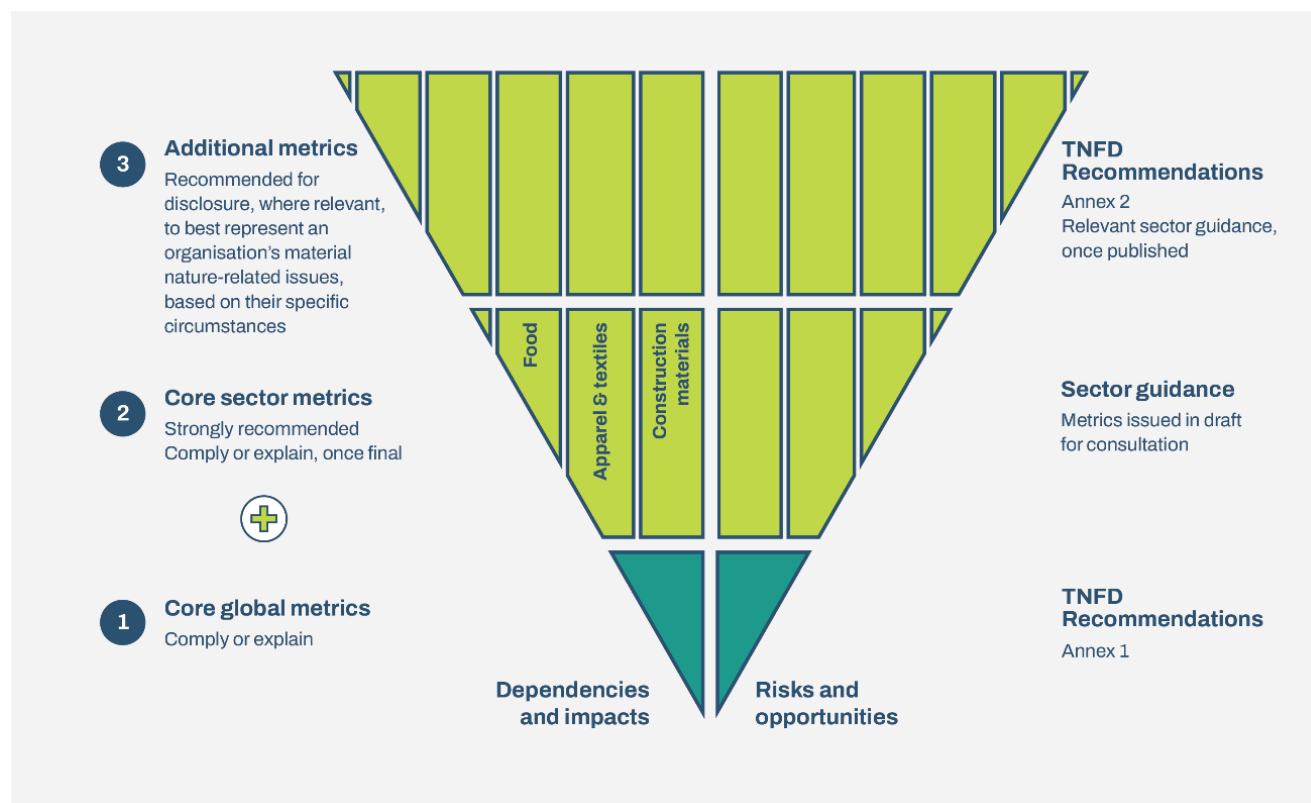 3
Additional metrics
Recommended for
disclosure, where relevant,
to best represent an
organisation's material
nature-related issues,
based on their specific
circumstances
TNFD
Recommendations
Annex 2
Relevant sector guidance,
once published
2
Core sector metrics
Strongly recommended
Comply or explain, once final
Food
Apparel & textiles
Construction
materials
Sector guidance
Metrics issued in draft
for consultation
1
Core global metrics
Comply or explain
TNFD
Recommendations
Annex 1
Dependencies
and impacts
Risks and
opportunities